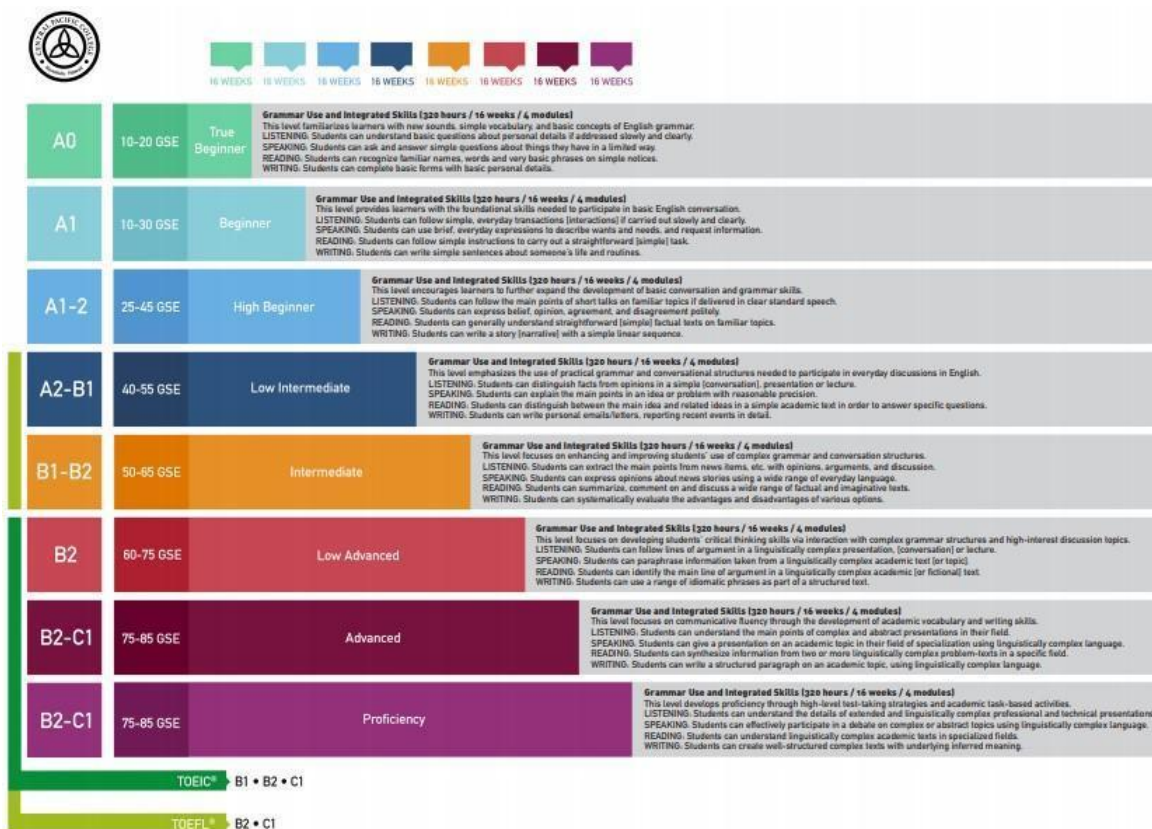 CENTRAL PACIFIC COLLEGE
16 WEEKS 16 WEEKS 16 WEEKS 16 WEEKS 16 WEEKS 16 WEEKS 16 WEEKS 16 WEEKS
A0
10-20 GSE
True
Beginner
Grammar Use and Integrated Skills (320 hours / 16 weeks / 4 modules)
This level familiarizes learners with new sounds, simple vocabulary, and basic concepts of English grammar.
LISTENING: Students can understand basic questions about personal details if addressed slowly and clearly.
SPEAKING: Students can ask and answer simple questions about things they have in a limited way.
READING: Students can recognize familiar names, words and very basic phrases on simple notices.
WRITING: Students can complete basic forms with basic personal details.
A1
10-30 GSE
Beginner
Grammar Use and Integrated Skills (320 hours / 16 weeks / 4 modules)
This level provides learners with the foundational skills needed to participate in basic English conversation.
LISTENING: Students can follow simple, everyday transactions [interactions] if carried out slowly and clearly.
SPEAKING: Students can use brief, everyday expressions to describe wants and needs, and request information.
READING: Students can follow simple instructions to carry out a straightforward [simple] task.
WRITING: Students can write simple sentences about someone's life and routines.
A1-2
25-45 GSE
High Beginner
Grammar Use and Integrated Skills (320 hours / 16 weeks / 4 modules)
This level encourages learners to further expand the development of basic conversation and grammar skills.
LISTENING: Students can follow the main points of short talks on familiar topics if delivered in clear standard speech.
SPEAKING: Students can express belief, opinion, agreement, and disagreement politely.
READING: Students can generally understand straightforward [simple] factual texts on familiar topics.
WRITING: Students can write a story [narrative] with a simple linear sequence.
A2-B1
40-55 GSE
Low Intermediate
Grammar Use and Integrated Skills (320 hours / 16 weeks / 4 modules)
This level emphasizes the use of practical grammar and conversational structures needed to participate in everyday discussions in English.
LISTENING: Students can distinguish facts from opinions in a simple [conversation], presentation or lecture.
SPEAKING: Students can explain the main points in an idea or problem with reasonable precision.
READING: Students can distinguish between the main idea and related ideas in a simple academic text in order to answer specific questions.
WRITING: Students can write personal emails/letters, reporting recent events in detail.
B1-B2
50-65 GSE
Intermediate
Grammar Use and Integrated Skills (320 hours / 16 weeks / 4 modules)
This level focuses on enhancing and improving students' use of complex grammar and conversation structures.
LISTENING: Students can extract the main points from news items, etc. with opinions, arguments, and discussion.
SPEAKING: Students can express opinions about news stories using a wide range of everyday language.
READING: Students can summarize, comment on and discuss a wide range of factual and imaginative texts.
WRITING: Students can systematically evaluate the advantages and disadvantages of various options.
B2
60-75 GSE
Low Advanced
Grammar Use and Integrated Skills (320 hours / 16 weeks / 4 modules)
This level focuses on developing students' critical thinking skills via interaction with complex grammar structures and high-interest discussion topics.
LISTENING: Students can follow lines of argument in a linguistically complex presentation, [conversation] or lecture.
SPEAKING: Students can paraphrase information taken from a linguistically complex academic text [or topic].
READING: Students can identify the main line of argument in a linguistically complex academic [or fictional] text.
WRITING: Students can use a range of idiomatic phrases as part of a structured text.
B2-C1
75-85 GSE
Advanced
Grammar Use and Integrated Skills (320 hours / 16 weeks / 4 modules)
This level focuses on communicative fluency through the development of academic vocabulary and writing skills.
LISTENING: Students can understand the main points of complex and abstract presentations in their field.
SPEAKING: Students can give a presentation on an academic topic in their field of specialization using linguistically complex language.
READING: Students can synthesize information from two or more linguistically complex problem-texts in a specific field.
WRITING: Students can write a structured paragraph on an academic topic, using linguistically complex language.
B2-C1
75-85 GSE
Proficiency
Grammar Use and Integrated Skills (320 hours / 16 weeks / 4 modules)
This level develops proficiency through high-level test-taking strategies and academic task-based activities.
LISTENING: Students can understand the details of extended and linguistically complex professional and technical presentations
SPEAKING: Students can effectively participate in a debate on complex or abstract topics using linguistically complex language.
READING: Students can understand linguistically complex academic texts in specialized fields.
WRITING: Students can create well-structured complex texts with underlying inferred meaning.
TOEIC® B1 • B2 • C1
TOEFL® B2 • C1